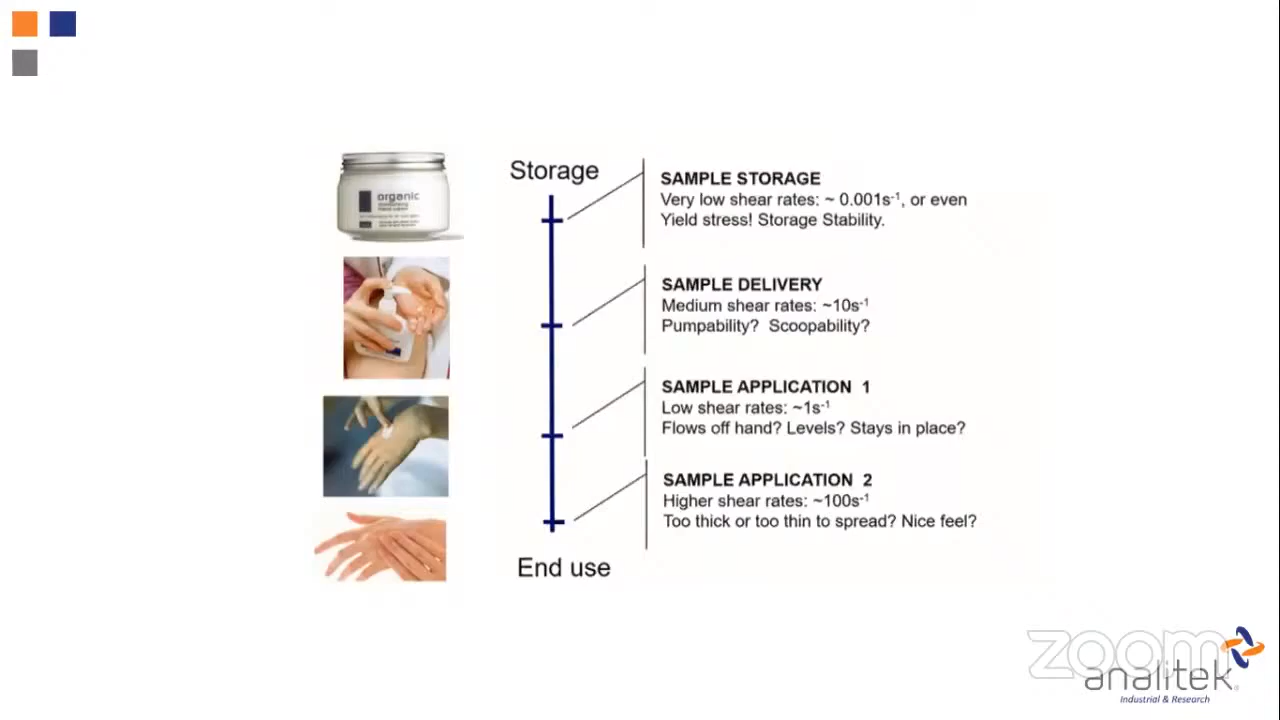 organic
Storage
SAMPLE STORAGE
Very low shear rates: ~ 0.001s⁻¹, or even
Yield stress! Storage Stability.
SAMPLE DELIVERY
Medium shear rates: ~10s⁻¹
Pumpability? Scoopability?
SAMPLE APPLICATION 1
Low shear rates: ~1s⁻¹
Flows off hand? Levels? Stays in place?
SAMPLE APPLICATION 2
Higher shear rates: ~100s⁻¹
Too thick or too thin to spread? Nice feel?
End use
zoom
analitek
Industrial & Research